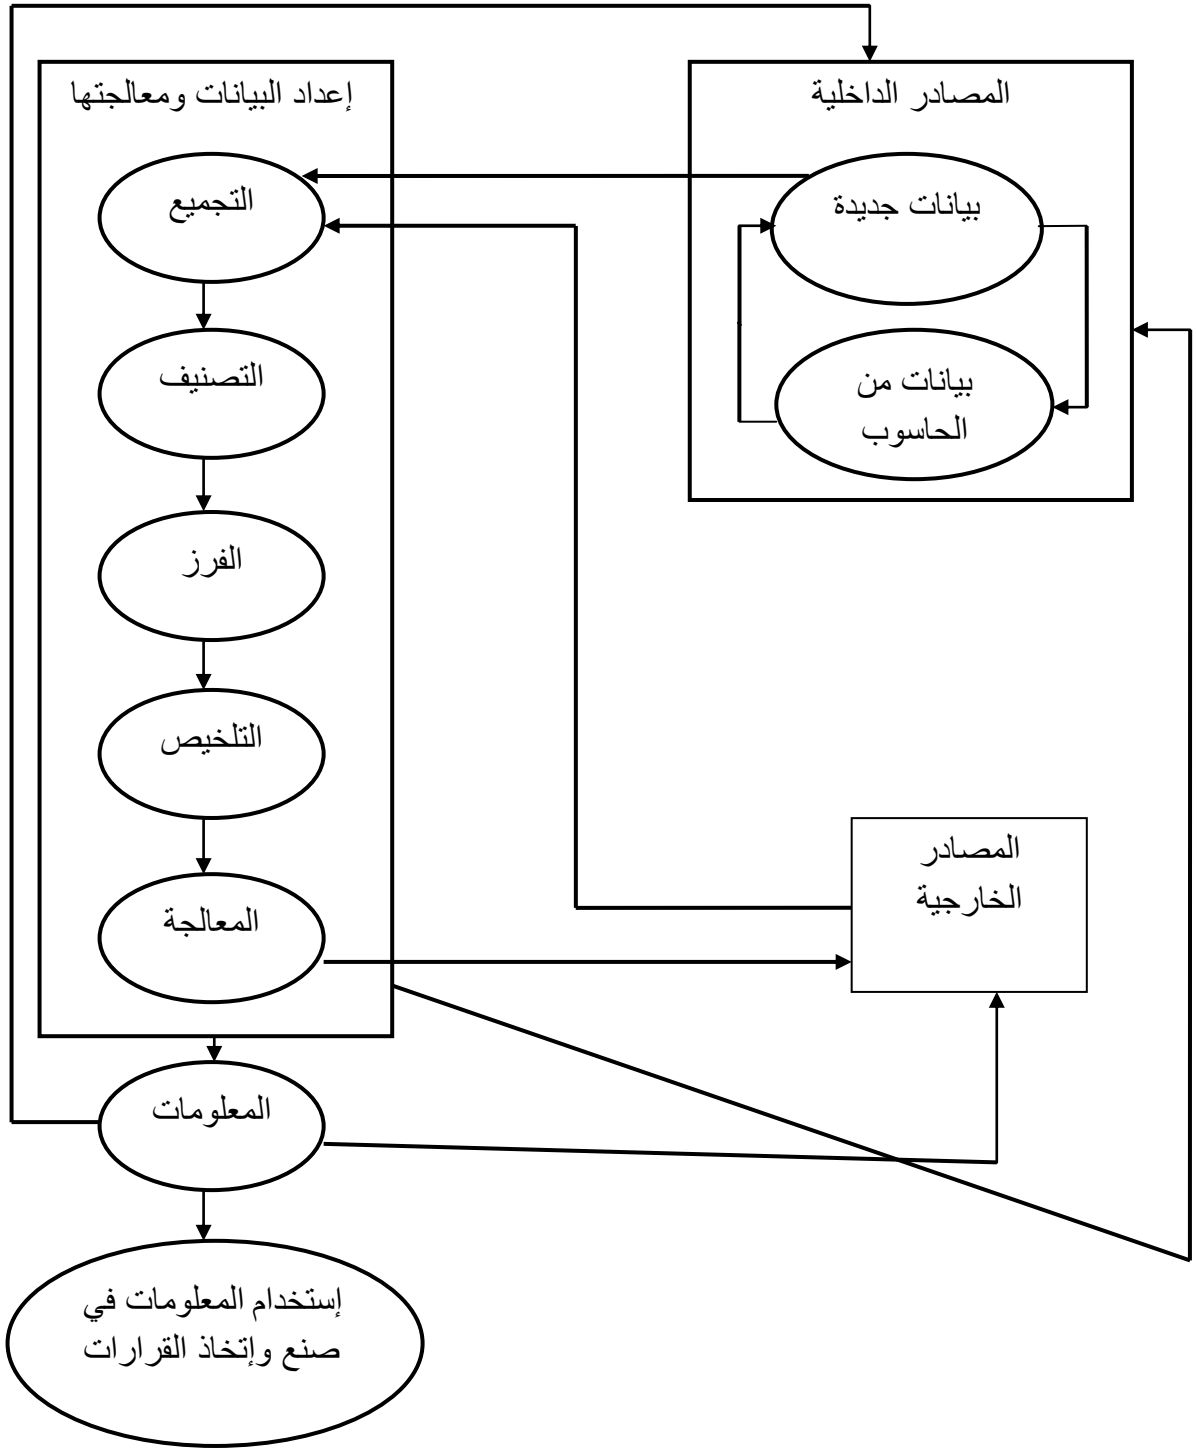 المصادر الداخلية
بيانات جديدة
بيانات من
الحاسوب
إعداد البيانات ومعالجتها
التجميع
التصنيف
الفرز
التلخيص
المعالجة
المصادر
الخارجية
المعلومات
إستخدام المعلومات في
صنع وإتخاذ القرارات